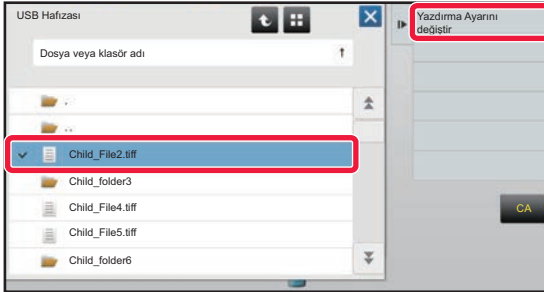 USB Hafızası
Yazdırma Ayarını
değiştir
Dosya veya klasör adı
.
..
Child_File2.tiff
Child_folder3
Child_File4.tiff
Child_File5.tiff
Child_folder6
CA